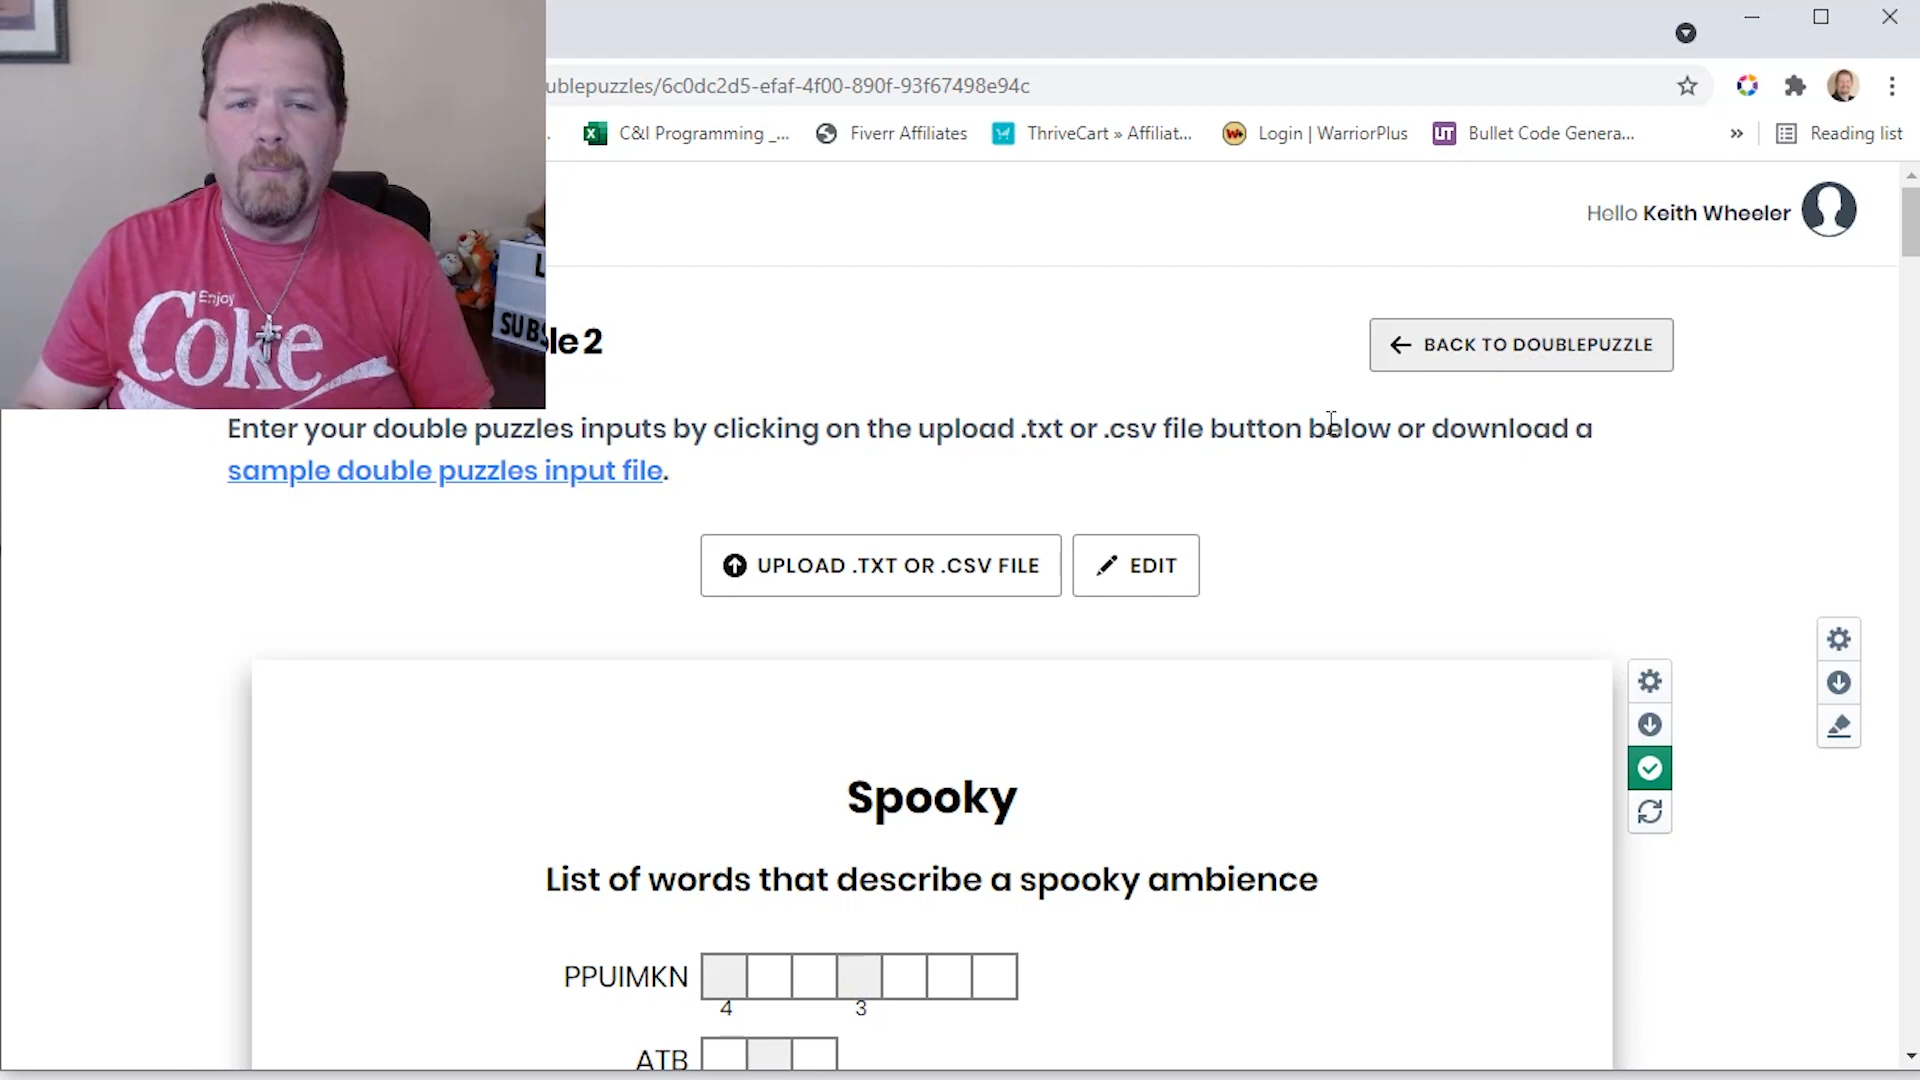 ublepuzzles/6c0dc2d5-efaf-4f00-890f-93f67498e94c
C&I Programming _...
Fiverr Affiliates
ThriveCart » Affiliat...
Login | WarriorPlus
Bullet Code Genera...
»
Reading list
Hello Keith Wheeler
Enjoy
Coke
L
SUBS
le 2
BACK TO DOUBLEPUZZLE
Enter your double puzzles inputs by clicking on the upload .txt or .csv file button below or download a
sample double puzzles input file.
UPLOAD .TXT OR .CSV FILE
EDIT
Spooky
List of words that describe a spooky ambience
PPUIMKN
4 3
ATB